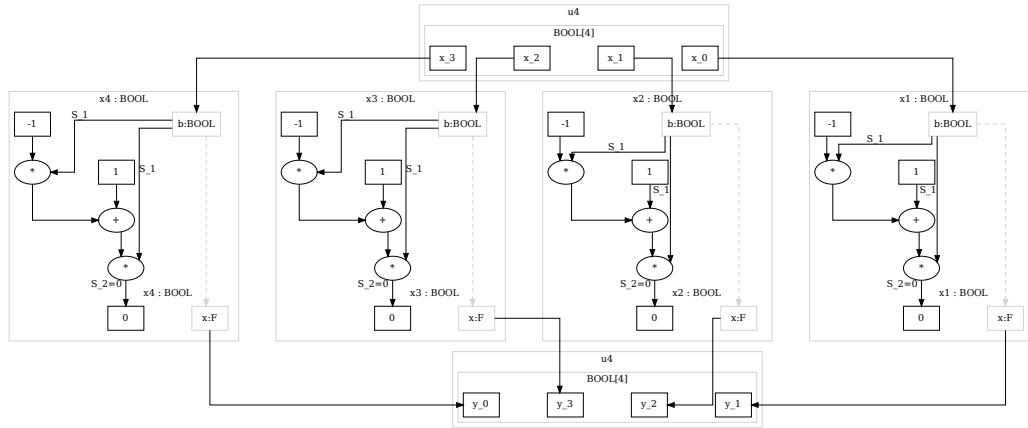 u4
BOOL[4]
x_3
x_2
x_1
x_0
x4 : BOOL
-1
S_1
b:BOOL
*
1
S_1
+
*
S_2=0
x4 : BOOL
0
x:F
x3 : BOOL
-1
S_1
b:BOOL
*
1
S_1
+
*
S_2=0
x3 : BOOL
0
x:F
x2 : BOOL
-1
b:BOOL
S_1
*
1
S_1
+
*
S_2=0
x2 : BOOL
0
x:F
x1 : BOOL
-1
b:BOOL
S_1
*
1
S_1
+
*
S_2=0
x1 : BOOL
0
x:F
u4
BOOL[4]
y_0
y_3
y_2
y_1